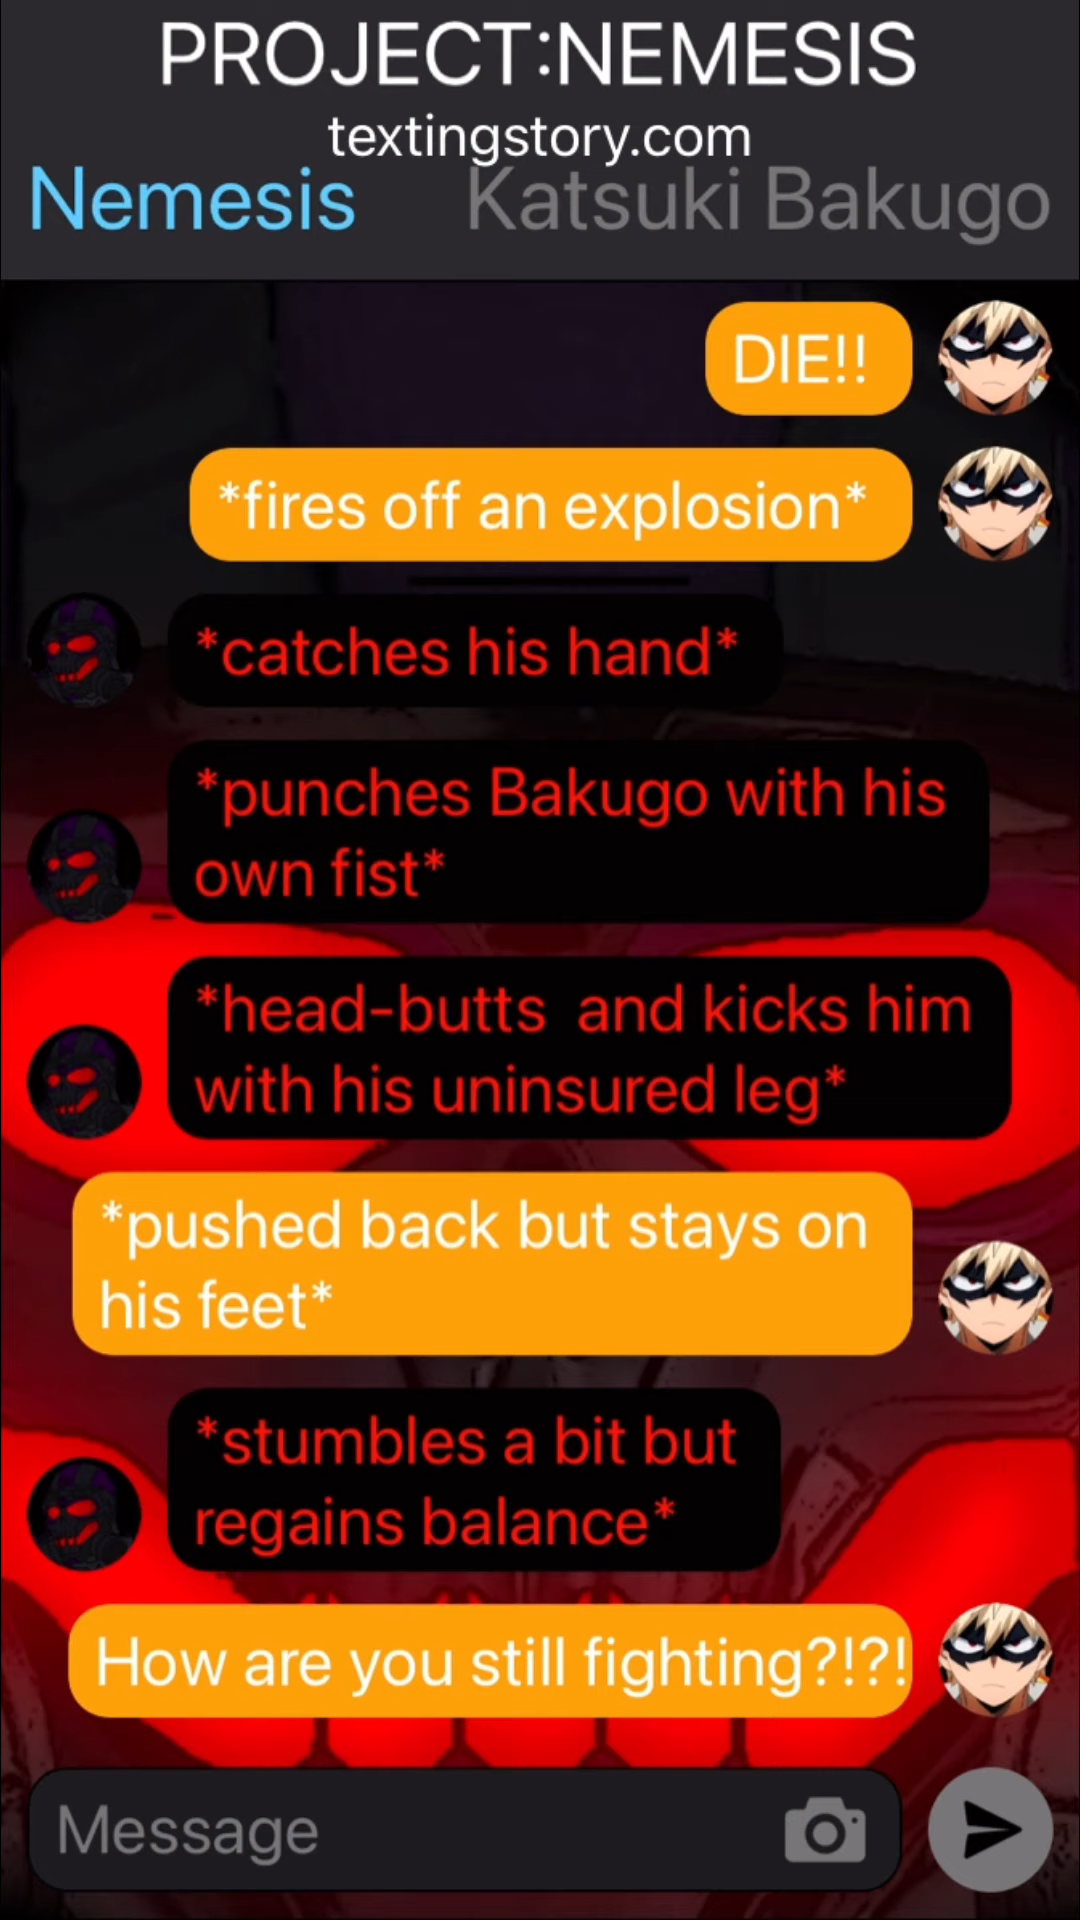 PROJECT:NEMESIS
textingstory.com
Nemesis Katsuki Bakugo
DIE!!
*fires off an explosion*
*catches his hand*
*punches Bakugo with his
own fist*
*head-butts  and kicks him
with his uninsured leg*
*pushed back but stays on
his feet*
*stumbles a bit but
regains balance*
How are you still fighting?!?!
Message